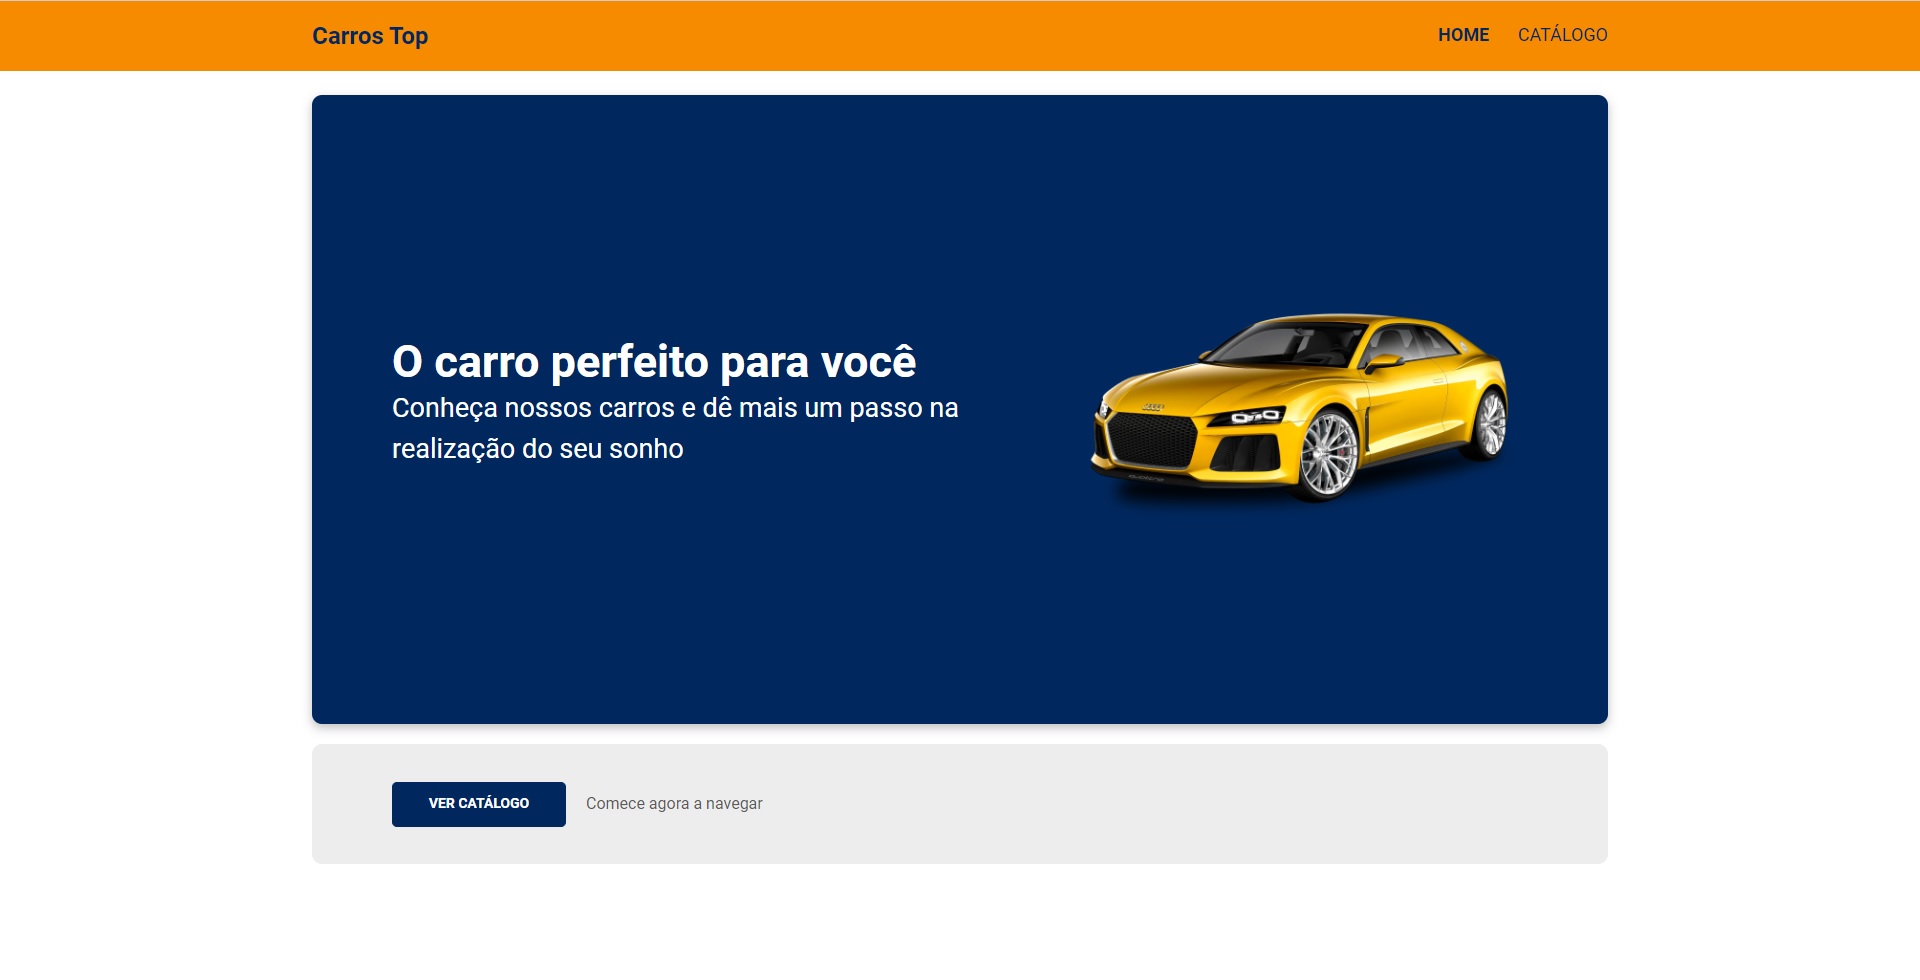 Carros Top
HOME CATÁLOGO
O carro perfeito para você
Conheça nossos carros e dê mais um passo na
realização do seu sonho
VER CATÁLOGO Comece agora a navegar